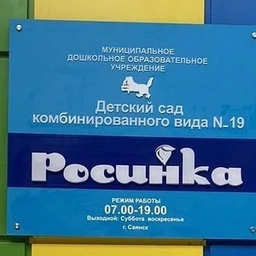 МУНИЦИПАЛЬНОЕ
ДОШКОЛЬНОЕ ОБРАЗОВАТЕЛЬНОЕ
УЧРЕЖДЕНИЕ
Детский сад
комбинированного вида №19
Росинка
РЕЖИМ РАБОТЫ
07.00-19.00
Выходной: Суббота воскресенье
г. Саянск